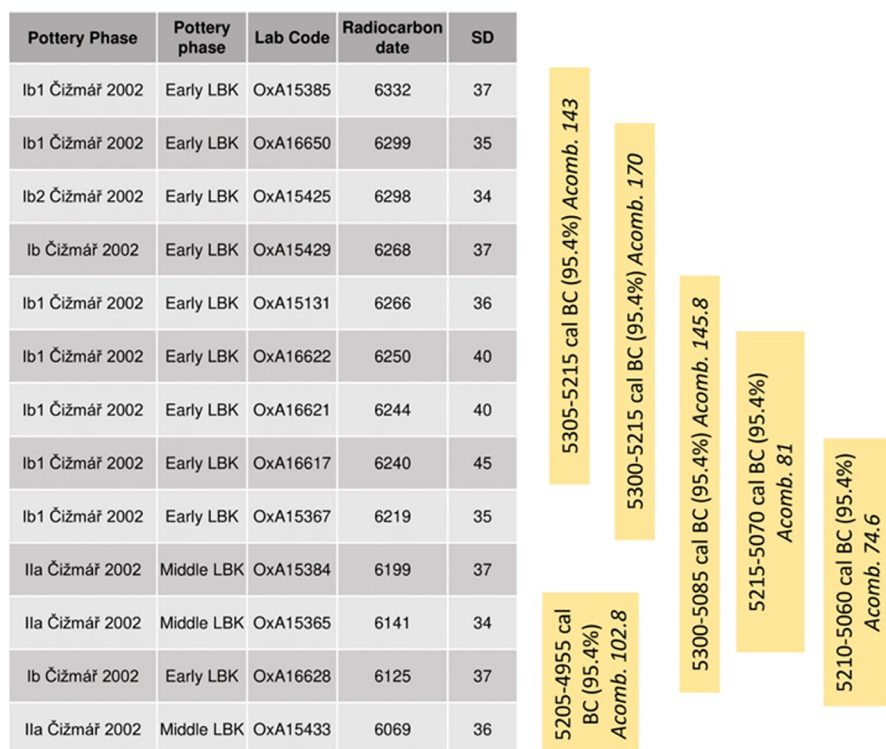 Pottery Phase Pottery phase Lab Code Radiocarbon date SD
Ib1 Čižmář 2002 Early LBK OxA15385 6332 37
Ib1 Čižmář 2002 Early LBK OxA16650 6299 35
Ib2 Čižmář 2002 Early LBK OxA15425 6298 34
Ib Čižmář 2002 Early LBK OxA15429 6268 37
Ib1 Čižmář 2002 Early LBK OxA15131 6266 36
Ib1 Čižmář 2002 Early LBK OxA16622 6250 40
Ib1 Čižmář 2002 Early LBK OxA16621 6244 40
Ib1 Čižmář 2002 Early LBK OxA16617 6240 45
Ib1 Čižmář 2002 Early LBK OxA15367 6219 35
IIa Čižmář 2002 Middle LBK OxA15384 6199 37
IIa Čižmář 2002 Middle LBK OxA15365 6141 34
Ib Čižmář 2002 Early LBK OxA16628 6125 37
IIa Čižmář 2002 Middle LBK OxA15433 6069 36
5305-5215 cal BC (95.4%) Acomb. 143
5300-5215 cal BC (95.4%) Acomb. 170
5300-5085 cal BC (95.4%) Acomb. 145.8
5215-5070 cal BC (95.4%)
Acomb. 81
5210-5060 cal BC (95.4%)
Acomb. 74.6
5205-4955 cal
BC (95.4%)
Acomb. 102.8